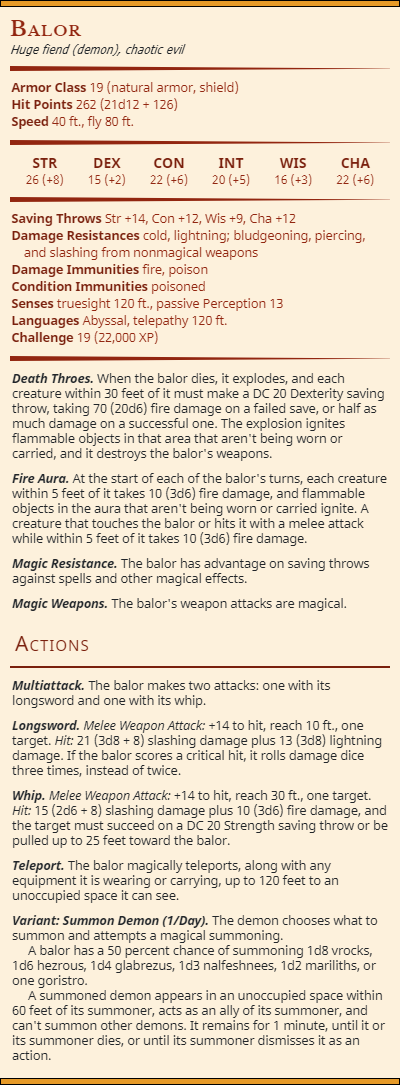 Balor
Huge fiend (demon), chaotic evil
Armor Class 19 (natural armor, shield)
Hit Points 262 (21d12 + 126)
Speed 40 ft., fly 80 ft.
STR DEX CON INT WIS CHA
26 (+8) 15 (+2) 22 (+6) 20 (+5) 16 (+3) 22 (+6)
Saving Throws Str +14, Con +12, Wis +9, Cha +12
Damage Resistances cold, lightning; bludgeoning, piercing,
and slashing from nonmagical weapons
Damage Immunities fire, poison
Condition Immunities poisoned
Senses truesight 120 ft., passive Perception 13
Languages Abyssal, telepathy 120 ft.
Challenge 19 (22,000 XP)
Death Throes. When the balor dies, it explodes, and each
creature within 30 feet of it must make a DC 20 Dexterity saving
throw, taking 70 (20d6) fire damage on a failed save, or half as
much damage on a successful one. The explosion ignites
flammable objects in that area that aren't being worn or
carried, and it destroys the balor's weapons.
Fire Aura. At the start of each of the balor's turns, each creature
within 5 feet of it takes 10 (3d6) fire damage, and flammable
objects in the aura that aren't being worn or carried ignite. A
creature that touches the balor or hits it with a melee attack
while within 5 feet of it takes 10 (3d6) fire damage.
Magic Resistance. The balor has advantage on saving throws
against spells and other magical effects.
Magic Weapons. The balor's weapon attacks are magical.
Actions
Multiattack. The balor makes two attacks: one with its
longsword and one with its whip.
Longsword. Melee Weapon Attack: +14 to hit, reach 10 ft., one
target. Hit: 21 (3d8 + 8) slashing damage plus 13 (3d8) lightning
damage. If the balor scores a critical hit, it rolls damage dice
three times, instead of twice.
Whip. Melee Weapon Attack: +14 to hit, reach 30 ft., one target.
Hit: 15 (2d6 + 8) slashing damage plus 10 (3d6) fire damage, and
the target must succeed on a DC 20 Strength saving throw or be
pulled up to 25 feet toward the balor.
Teleport. The balor magically teleports, along with any
equipment it is wearing or carrying, up to 120 feet to an
unoccupied space it can see.
Variant: Summon Demon (1/Day). The demon chooses what to
summon and attempts a magical summoning.
A balor has a 50 percent chance of summoning 1d8 vrocks,
1d6 hezrous, 1d4 glabrezus, 1d3 nalfeshnees, 1d2 mariliths, or
one goristro.
A summoned demon appears in an unoccupied space within
60 feet of its summoner, acts as an ally of its summoner, and
can't summon other demons. It remains for 1 minute, until it or
its summoner dies, or until its summoner dismisses it as an
action.